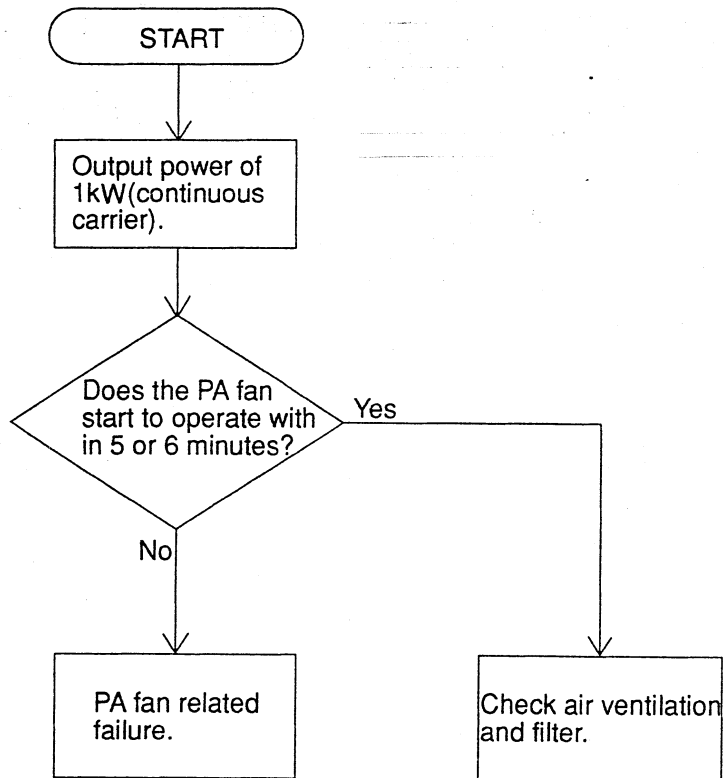 START
Output power of
1kW(continuous
carrier).
Does the PA fan
start to operate with
in 5 or 6 minutes?
Yes
No
PA fan related
failure.
Check air ventilation
and filter.